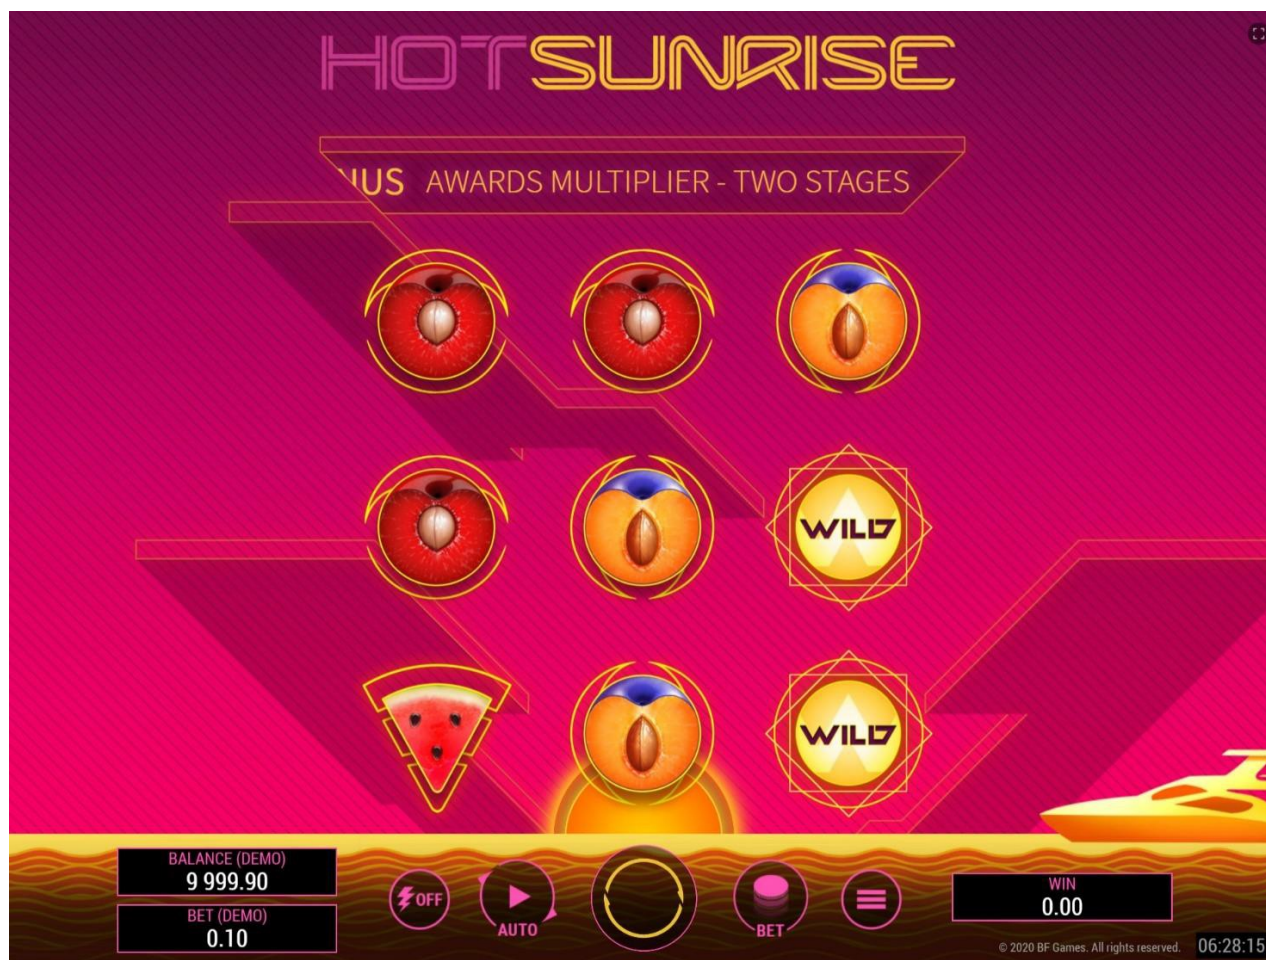 HOTSUNRISE
NUS AWARDS MULTIPLIER - TWO STAGES
WILD
WILD
BALANCE (DEMO)
9 999.90
BET (DEMO)
0.10
OFF
AUTO
BET
WIN
0.00
© 2020 BF Games. All rights reserved.
06:28:15